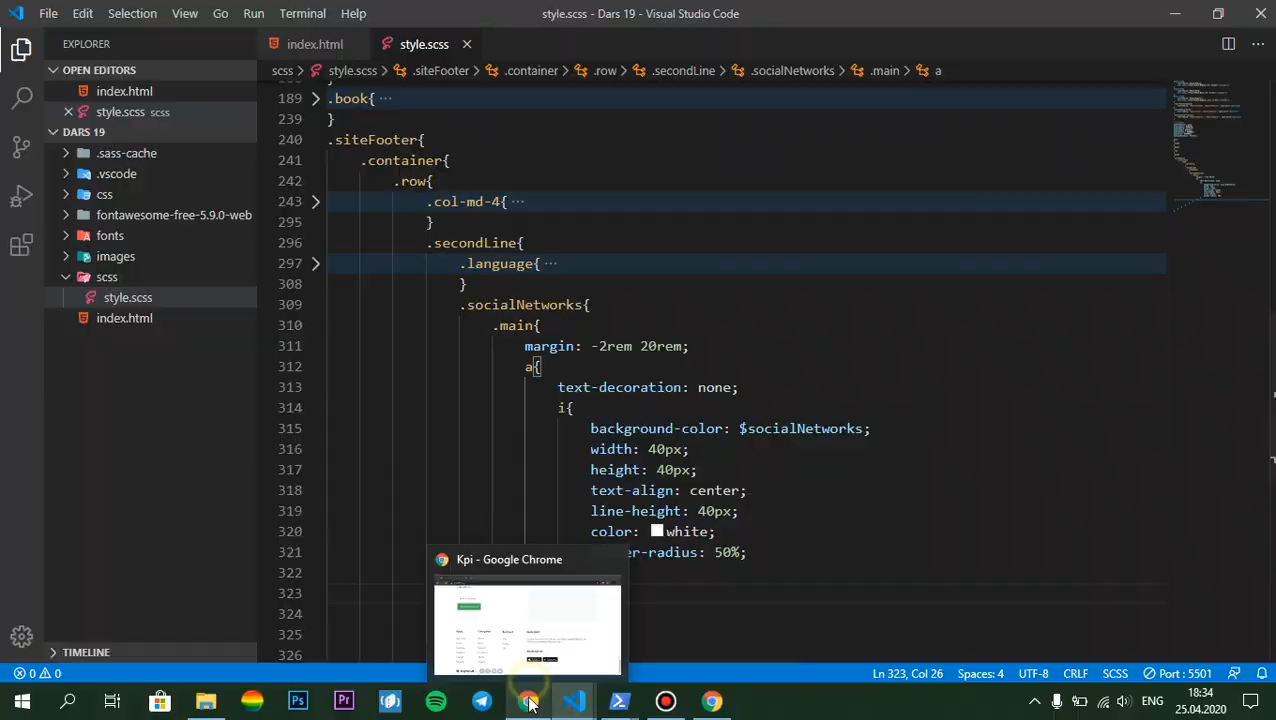 File Edit Selection View Go Run Terminal Help style.scss - Dars 19 - Visual Studio Code
EXPLORER
index.html style.scss
OPEN EDITORS
index.html
style.scss scss
DARS 19
.sass-cache
.vscode
css
fontawesome-free-5.9.0-web
fonts
images
scss
style.scss
index.html
TIMELINE
scss > style.scss > .siteFooter > .container > .row > .secondLine > .socialNetworks > .main > a
189 .book{ ...
239 }
240 .siteFooter{
241 .container{
242 .row{
243 .col-md-4{ ...
295 }
296 .secondLine{
297 .language{ ...
308 }
309 .socialNetworks{
310 .main{
311 margin: -2rem 20rem;
312 a{
313 text-decoration: none;
314 i{
315 background-color: $socialNetworks;
316 width: 40px;
317 height: 40px;
318 text-align: center;
319 line-height: 40px;
320 color: white;
321 er-radius: 50%;
322
323
324
325
326
Kpi - Google Chrome
0 0 Ln 323, Col 26 Spaces: 4 UTF-8 CRLF SCSS Port : 5501
ENG 18:34
25.04.2020